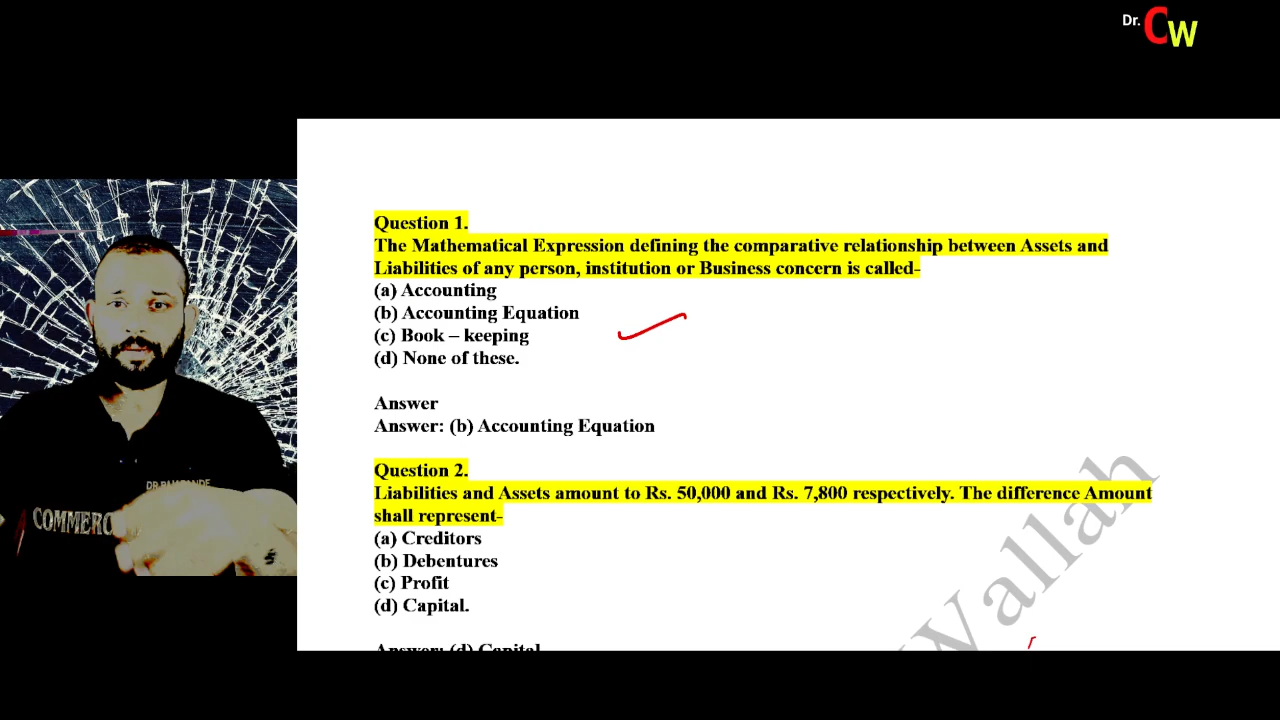 Dr. CW
Question 1.
The Mathematical Expression defining the comparative relationship between Assets and
Liabilities of any person, institution or Business concern is called-
(a) Accounting
(b) Accounting Equation
(c) Book – keeping
(d) None of these.
Answer
Answer: (b) Accounting Equation
Question 2.
Liabilities and Assets amount to Rs. 50,000 and Rs. 7,800 respectively. The difference Amount
shall represent-
(a) Creditors
(b) Debentures
(c) Profit
(d) Capital.
Answer: (d) Capital
Wallah
COMMERC